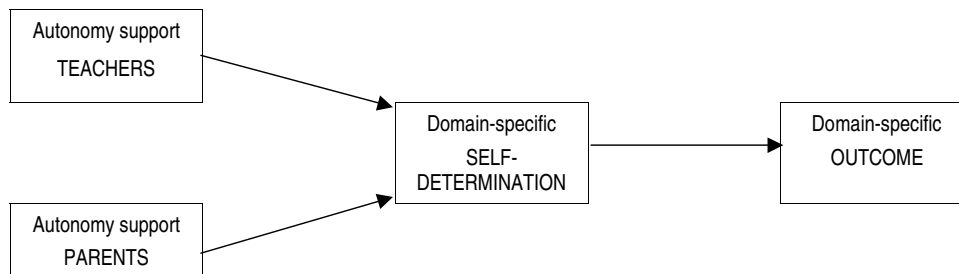 Autonomy support
TEACHERS
Domain-specific
SELF-
DETERMINATION
Domain-specific
OUTCOME
Autonomy support
PARENTS